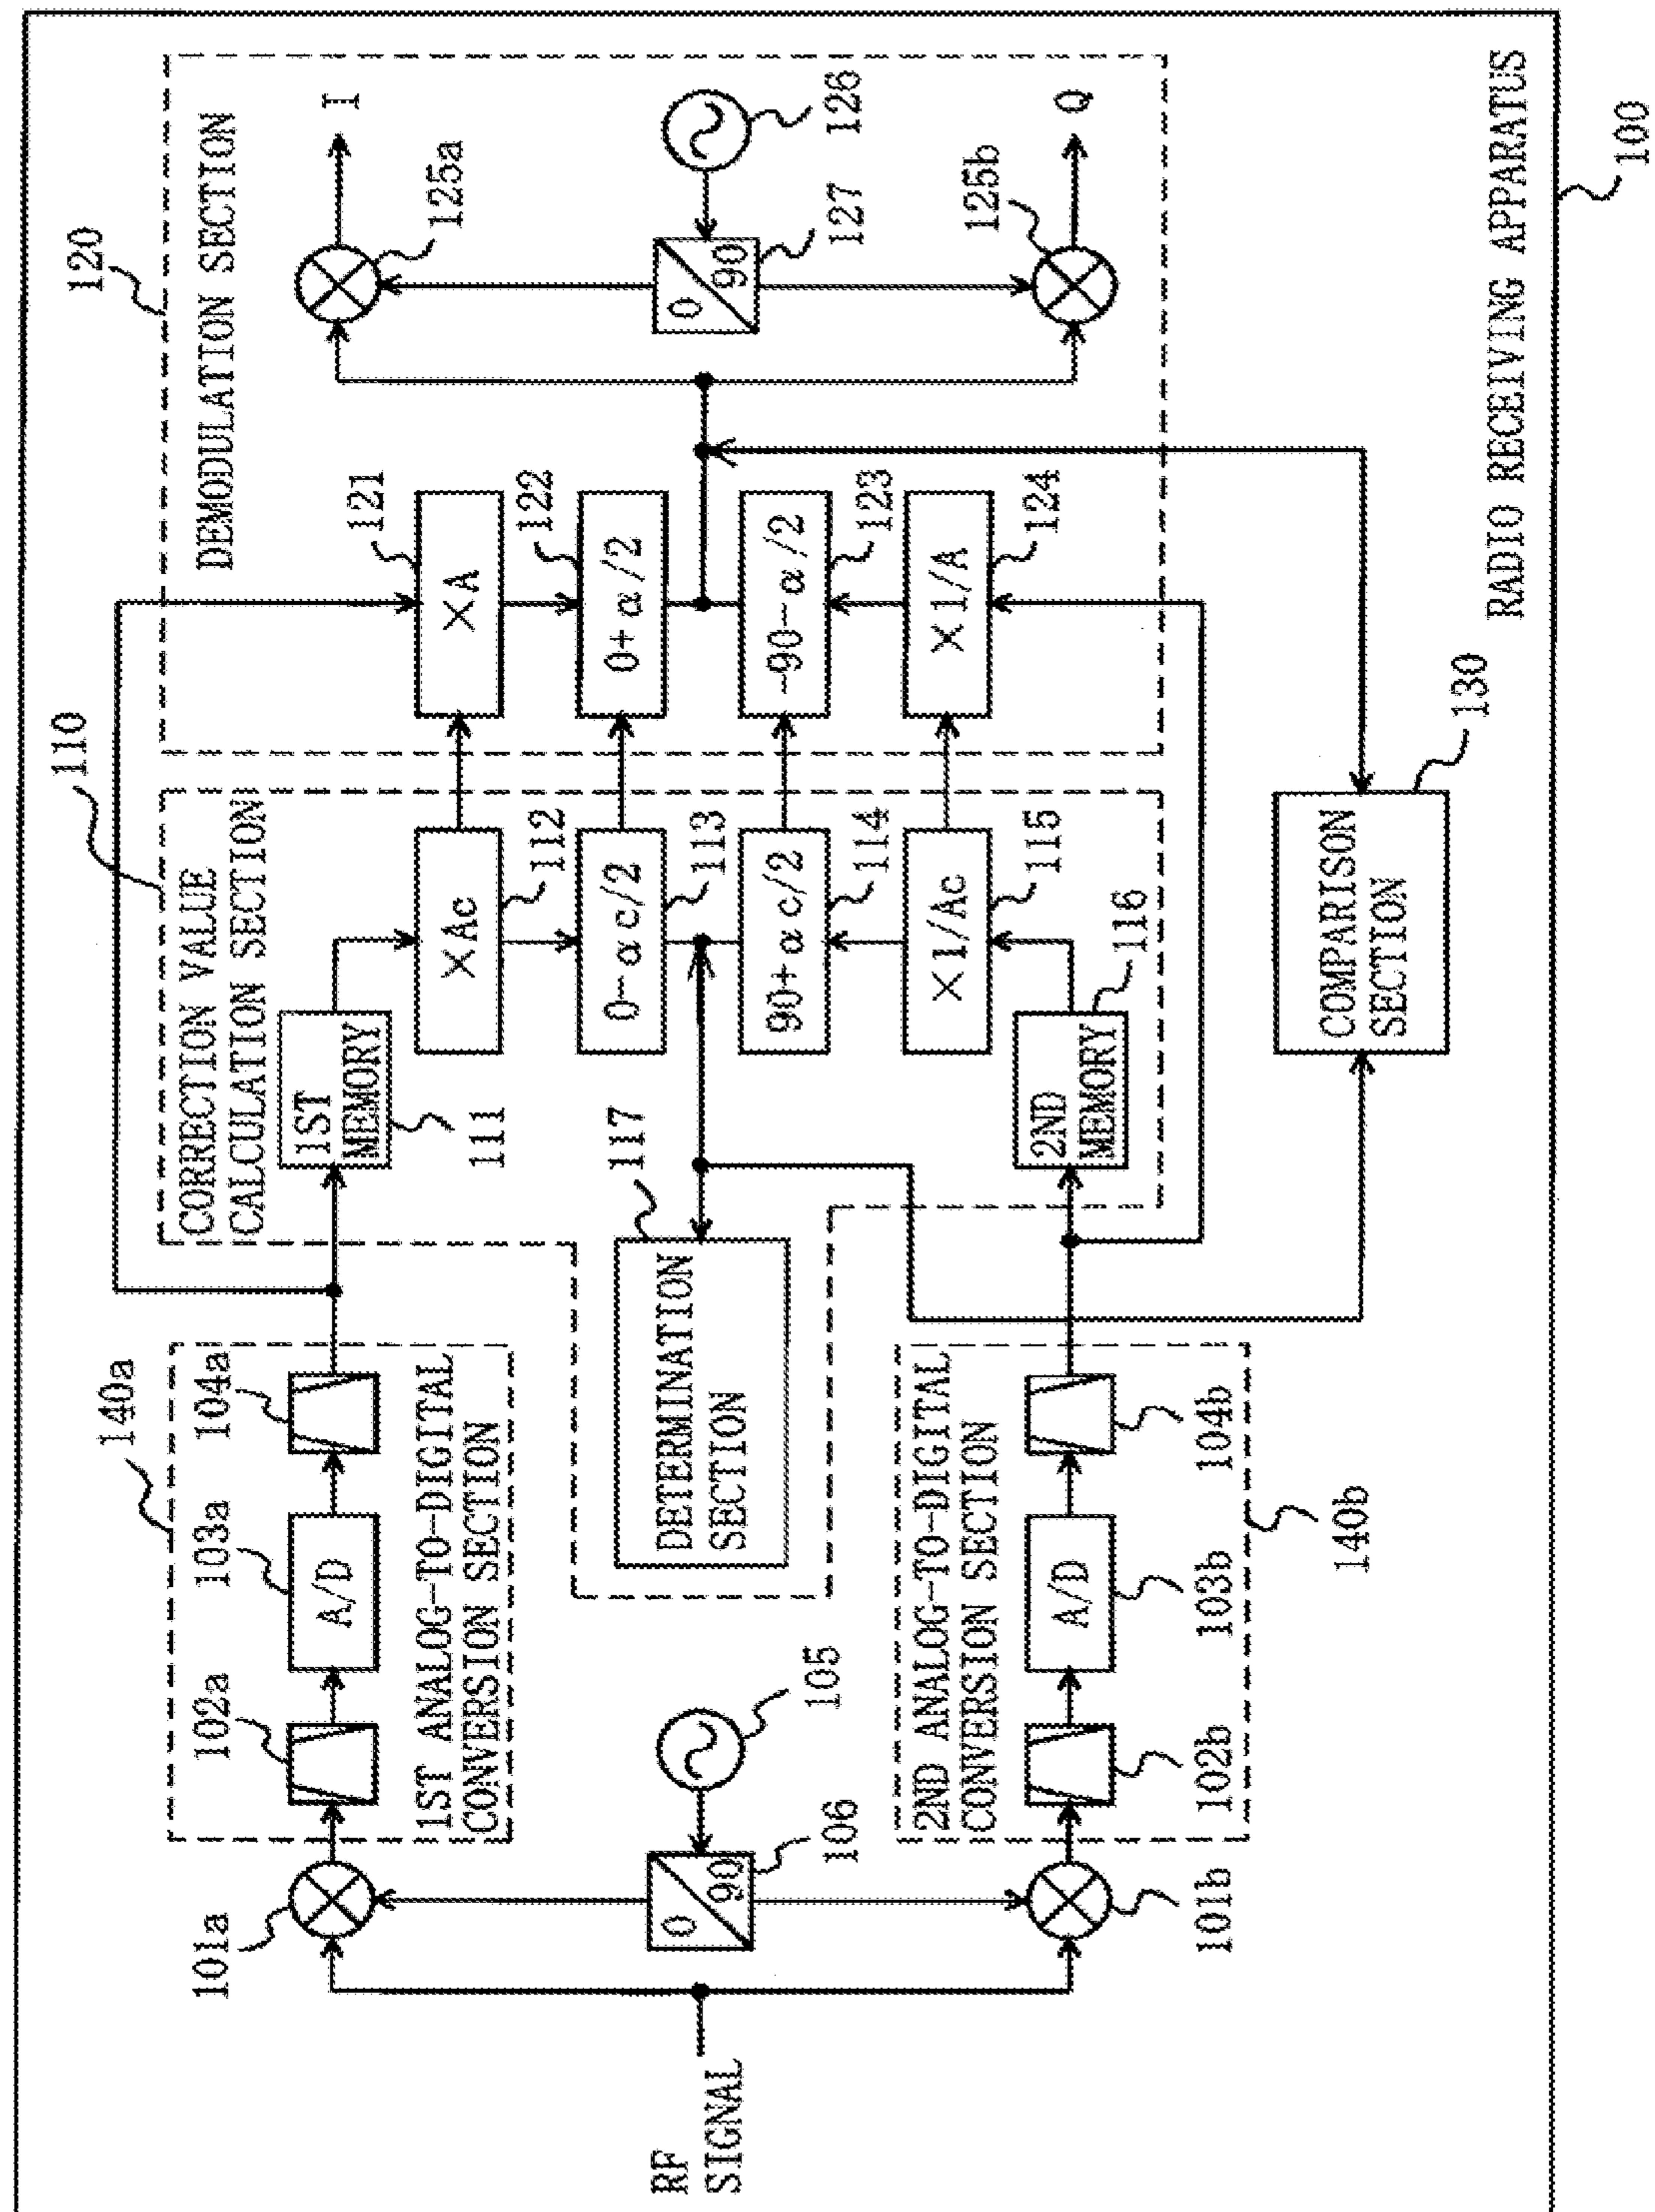 RF
SIGNAL
101a
101b
0
90
106
105
140a
102a
103a
A/D
104a
1ST ANALOG-TO-DIGITAL
CONVERSION SECTION
2ND ANALOG-TO-DIGITAL
CONVERSION SECTION
102b
A/D
103b
104b
140b
110
CORRECTION VALUE
CALCULATION SECTION
1ST
MEMORY
111
×Ac
112
0-αc/2
113
90+αc/2
114
×1/Ac
115
2ND
MEMORY
116
117
DETERMINATION
SECTION
120
DEMODULATION SECTION
×A
121
0+α/2
122
-90-α/2
123
×1/A
124
I
125a
0
90
127
126
125b
Q
COMPARISON
SECTION
130
RADIO RECEIVING APPARATUS
100